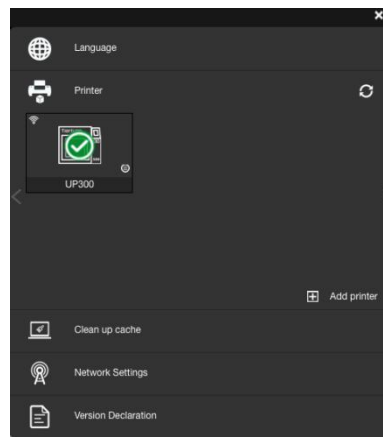 Language
Printer
UP300
Add printer
Clean up cache
Network Settings
Version Declaration